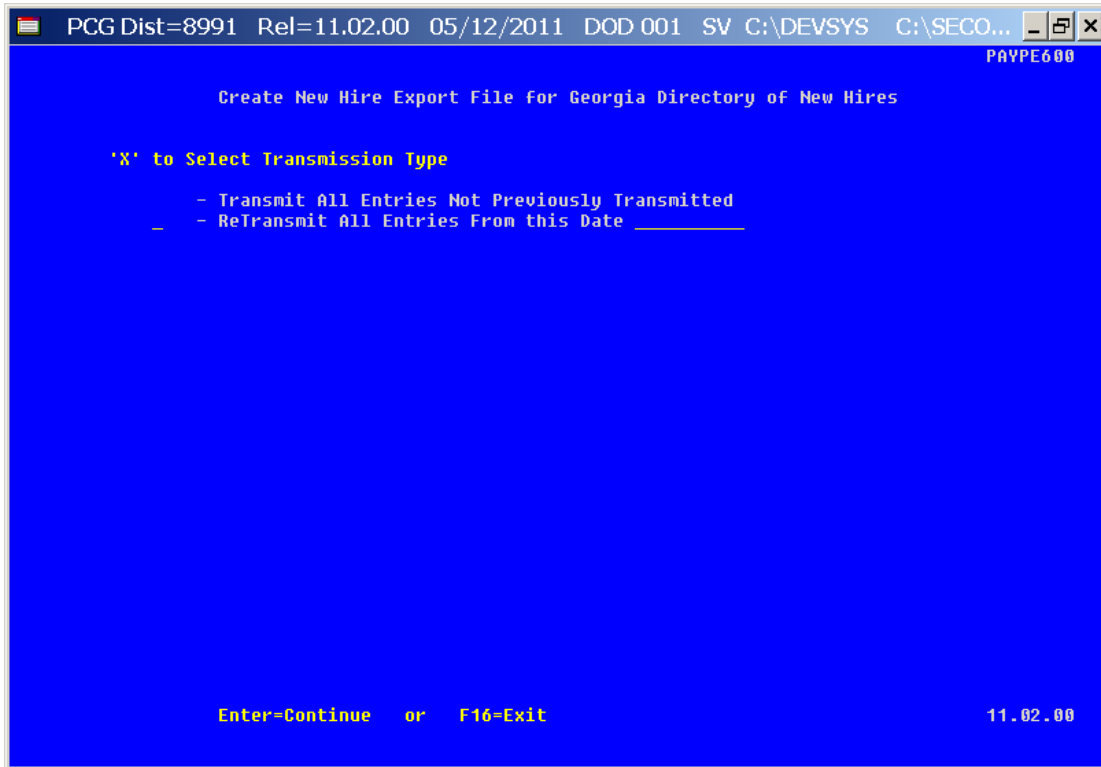 PCG Dist=8991 Rel=11.02.00 05/12/2011 DOD 001 SV C:\DEVSYS C:\SECO...
PAYPE600
Create New Hire Export File for Georgia Directory of New Hires
'X' to Select Transmission Type
- Transmit All Entries Not Previously Transmitted
_ - ReTransmit All Entries From this Date __________
Enter=Continue or F16=Exit
11.02.00